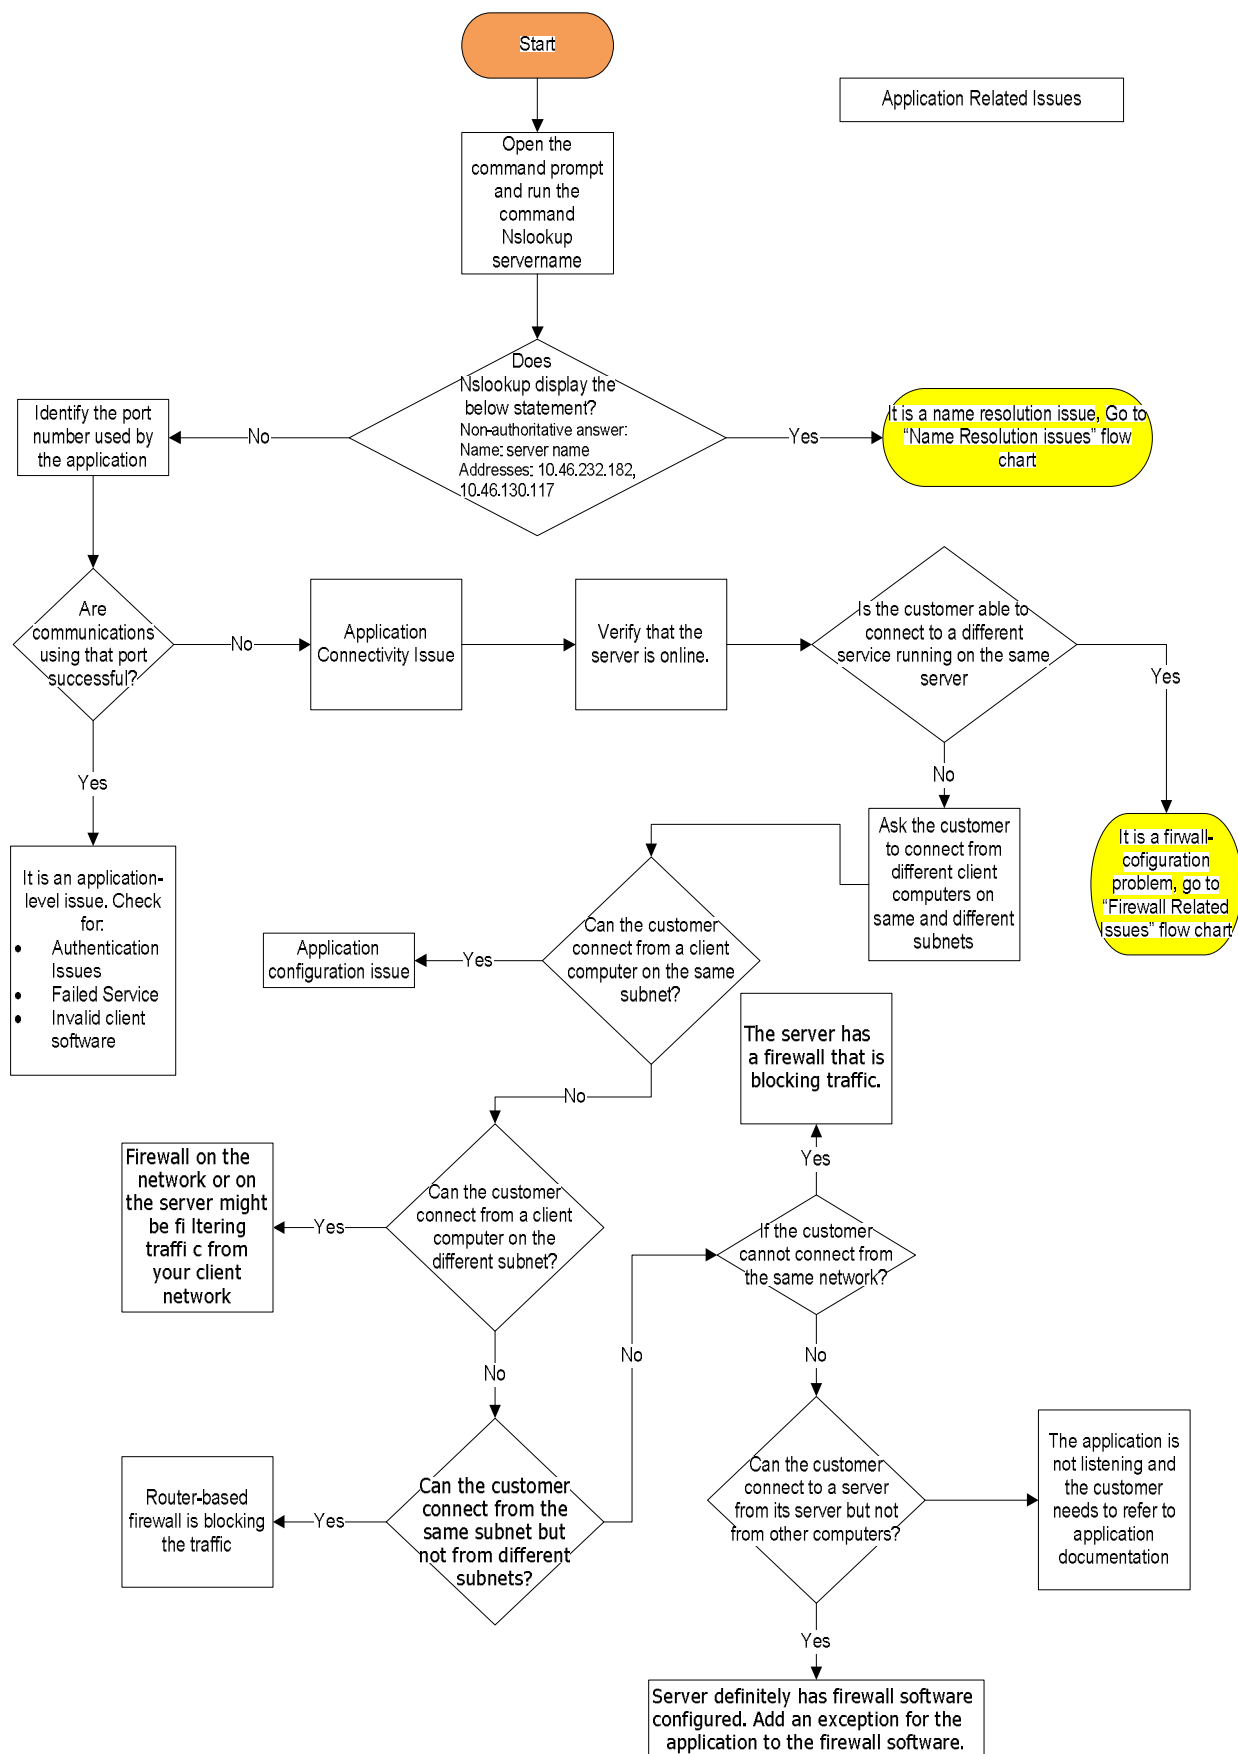 Start
Application Related Issues
Open the
command prompt
and run the
command
Nslookup
servername
Does
Nslookup display the
below statement?
Non-authoritative answer:
Name: server name
Addresses: 10.46.232.182,
10.46.130.117
No
Yes
Identify the port
number used by
the application
It is a name resolution issue, Go to
“Name Resolution issues” flow
chart
Are
communications
using that port
successful?
No
Application
Connectivity Issue
Verify that the
server is online.
Is the customer able to
connect to a different
service running on the same
server
Yes
No
Yes
It is an application-
level issue. Check
for:
• Authentication
Issues
• Failed Service
• Invalid client
software
Ask the customer
to connect from
different client
computers on
same and different
subnets
It is a firwall-
cofiguration
problem, go to
“Firewall Related
Issues” flow chart
Can the customer
connect from a client
computer on the same
subnet?
Yes
Application
configuration issue
No
The server has
a firewall that is
blocking traffic.
Yes
Can the customer
connect from a client
computer on the
different subnet?
Yes
Firewall on the
network or on
the server might
be fi ltering
traffi c from
your client
network
If the customer
cannot connect from
the same network?
No
No
No
Can the customer
connect from the
same subnet but
not from different
subnets?
Yes
Router-based
firewall is blocking
the traffic
Can the customer
connect to a server
from its server but not
from other computers?
The application is
not listening and
the customer
needs to refer to
application
documentation
Yes
Server definitely has firewall software
configured. Add an exception for the
application to the firewall software.